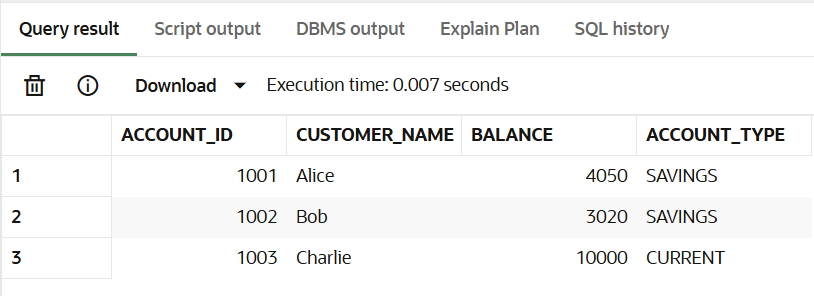 Query result Script output DBMS output Explain Plan SQL history
Download Execution time: 0.007 seconds
ACCOUNT_ID CUSTOMER_NAME BALANCE ACCOUNT_TYPE
1 1001 Alice 4050 SAVINGS
2 1002 Bob 3020 SAVINGS
3 1003 Charlie 10000 CURRENT